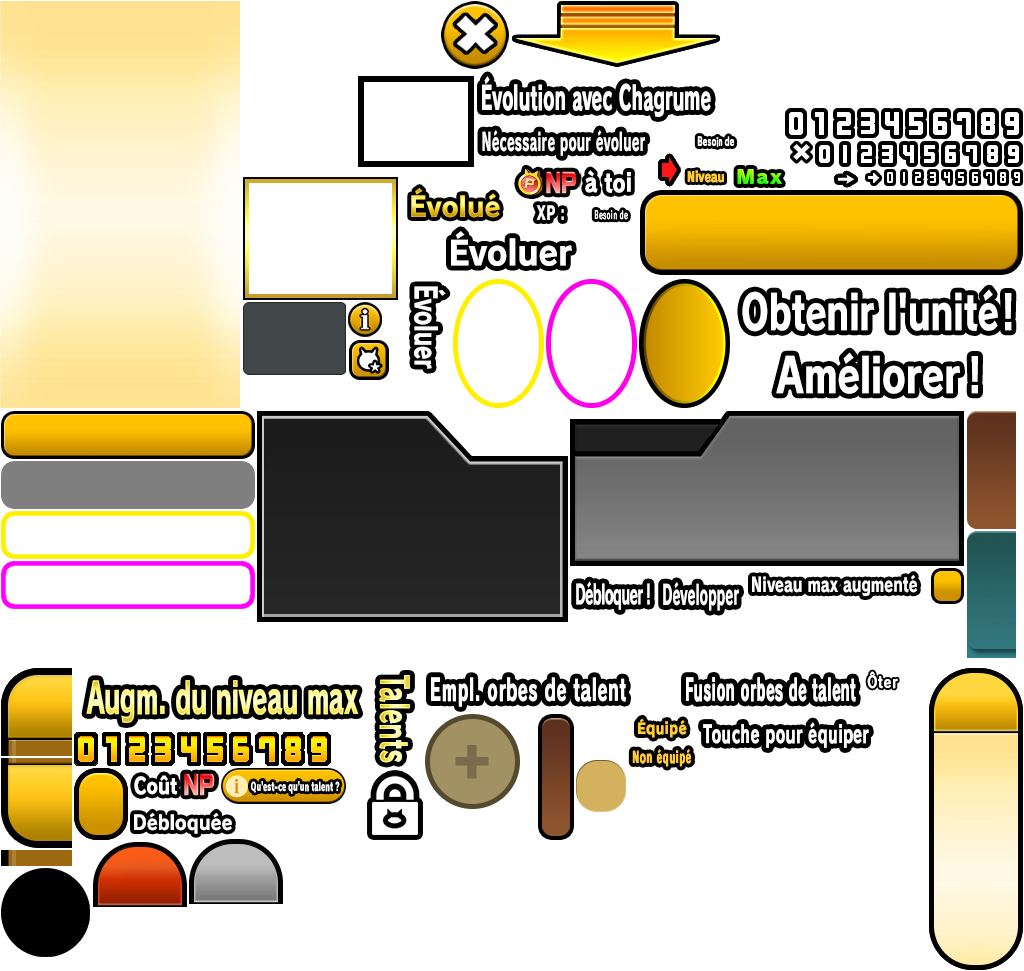 Évolution avec Chagrume
Nécessaire pour évoluer
Besoin de
0123456789
×0123456789
0123456789
Niveau
Max
NP à toi
Évolué
XP :
Besoin de
Évoluer
Évoluer
Obtenir l'unité!
Améliorer !
Débloquer !
Développer
Niveau max augmenté
Augm. du niveau max
0123456789
Talents
Empl. orbes de talent
Fusion orbes de talent
Ôter
Équipé
Touche pour équiper
Non équipé
Coût NP
Qu'est-ce qu'un talent ?
Débloquée